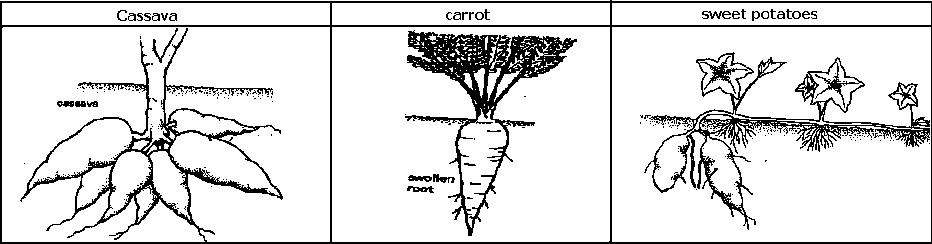 Cassava
carrot
sweet potatoes
cassava
swollen
root